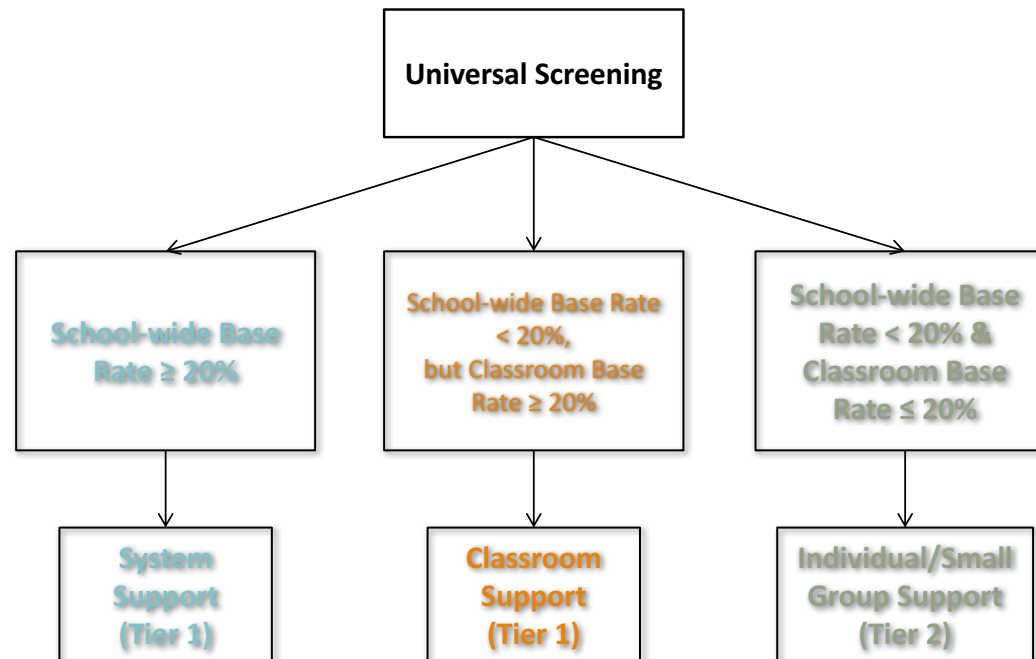 Universal Screening
School-wide Base
Rate ≥ 20%
School-wide Base Rate
< 20%,
but Classroom Base
Rate ≥ 20%
School-wide Base
Rate < 20% &
Classroom Base
Rate ≤ 20%
System
Support
(Tier 1)
Classroom
Support
(Tier 1)
Individual/Small
Group Support
(Tier 2)